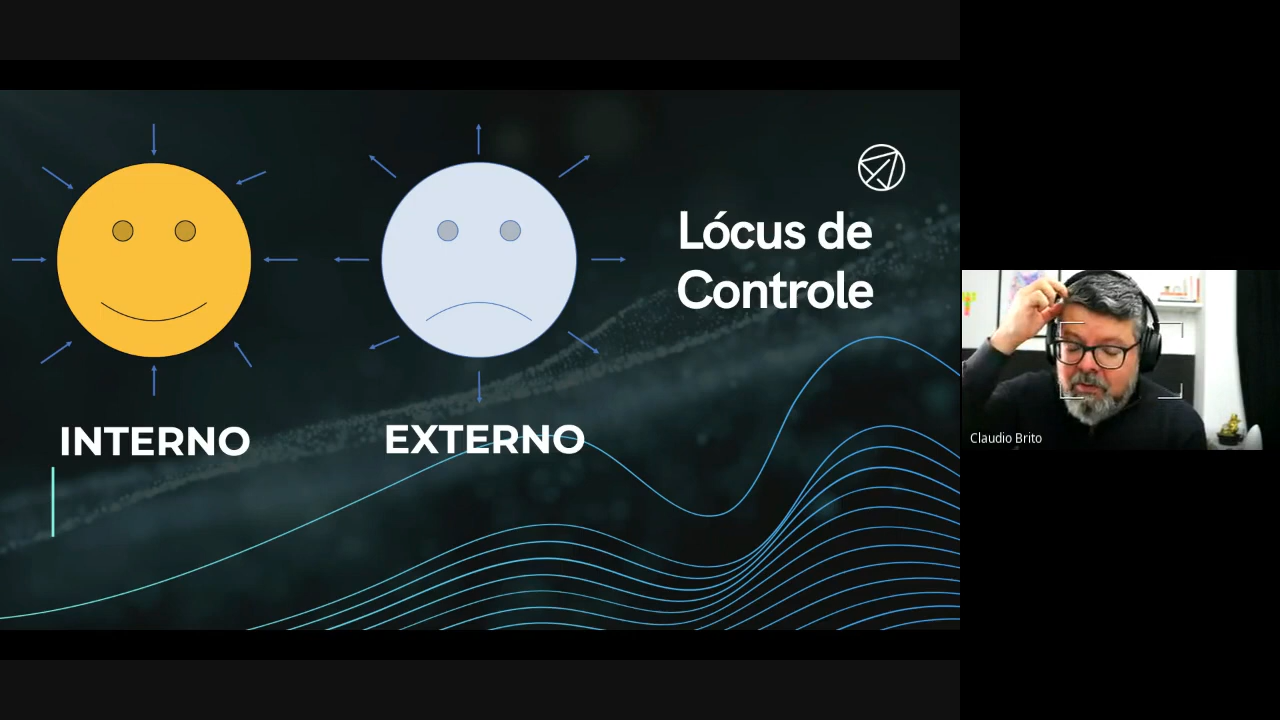 Lócus de
Controle
INTERNO
EXTERNO
Claudio Brito